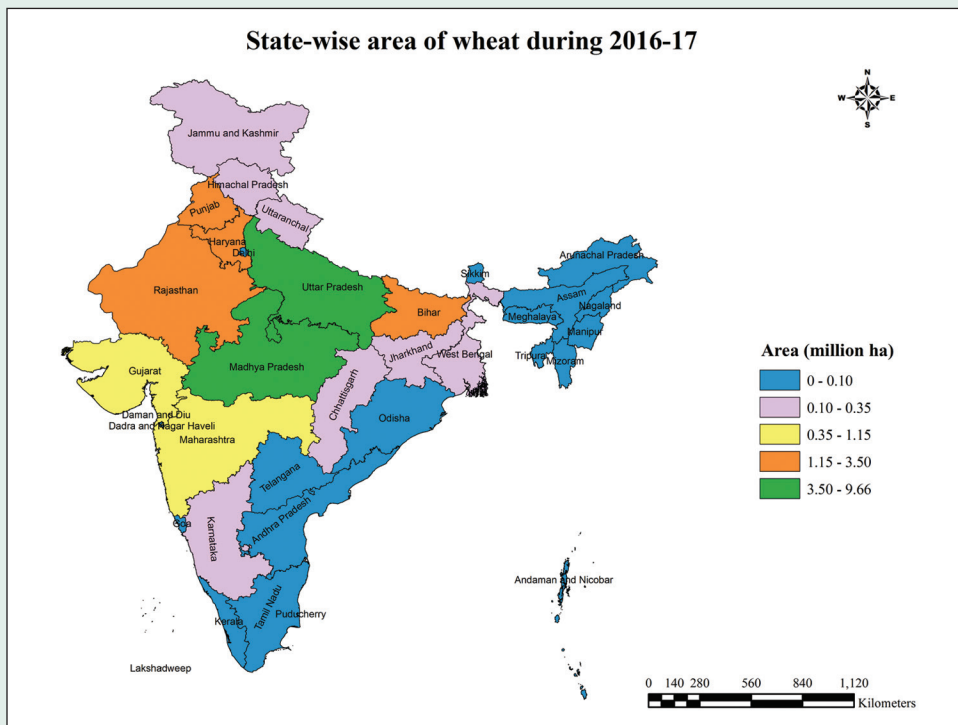 State-wise area of wheat during 2016-17
N
W E
S
Jammu and Kashmir
Himachal Pradesh
Punjab
Uttaranchal
Haryana
Delhi
Rajasthan
Uttar Pradesh
Bihar
Sikkim
Arunachal Pradesh
Assam
Nagaland
Meghalaya
Manipur
Tripura
Mizoram
Gujarat
Madhya Pradesh
Jharkhand
West Bengal
Chhattisgarh
Daman and Diu
Dadra and Nagar Haveli
Maharashtra
Odisha
Telangana
Goa
Karnataka
Andhra Pradesh
Andaman and Nicobar
Tamil Nadu
Puducherry
Kerala
Lakshadweep
Area (million ha)
0 - 0.10
0.10 - 0.35
0.35 - 1.15
1.15 - 3.50
3.50 - 9.66
0 140 280 560 840 1,120
Kilometers